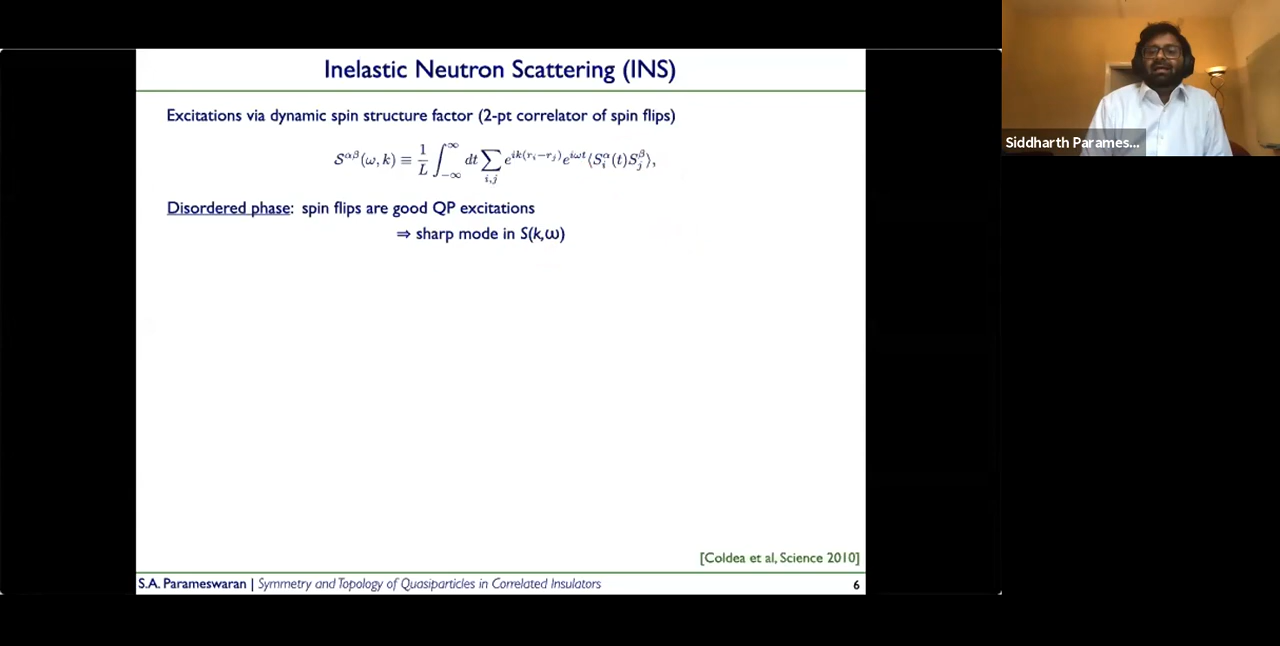 Inelastic Neutron Scattering (INS)
Excitations via dynamic spin structure factor (2-pt correlator of spin flips)
𝒮^{αβ}(ω, k) ≡ \frac{1}{L} ∫_{-∞}^{∞} dt ∑_{i,j} e^{ik(r_i−r_j)} e^{iωt} ⟨S_i^α(t)S_j^β⟩,
Disordered phase: spin flips are good QP excitations
⇒ sharp mode in S(k,ω)
[Coldea et al, Science 2010]
S.A. Parameswaran | Symmetry and Topology of Quasiparticles in Correlated Insulators
6
Siddharth Parames...